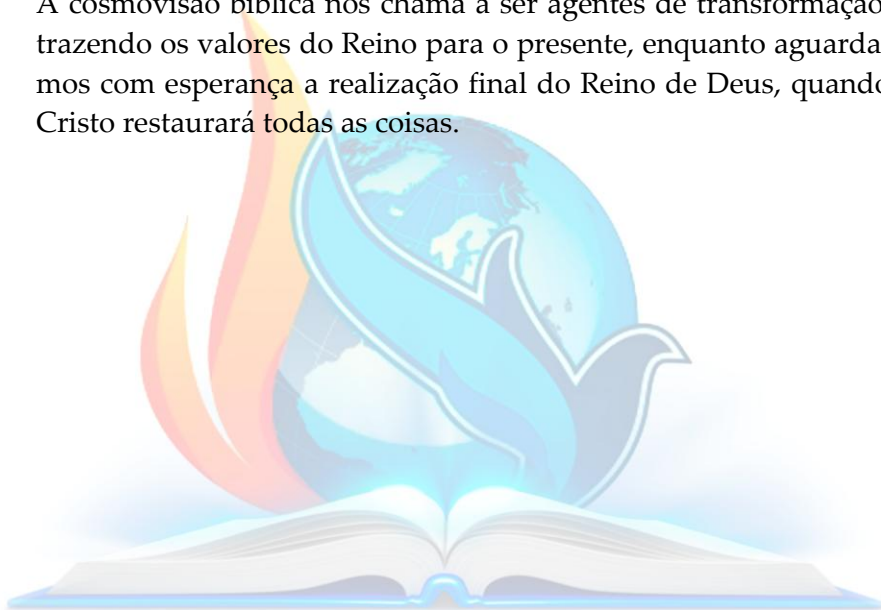 A cosmovisão bíblica nos chama a ser agentes de transformação
trazendo os valores do Reino para o presente, enquanto aguarda
mos com esperança a realização final do Reino de Deus, quando
Cristo restaurará todas as coisas.